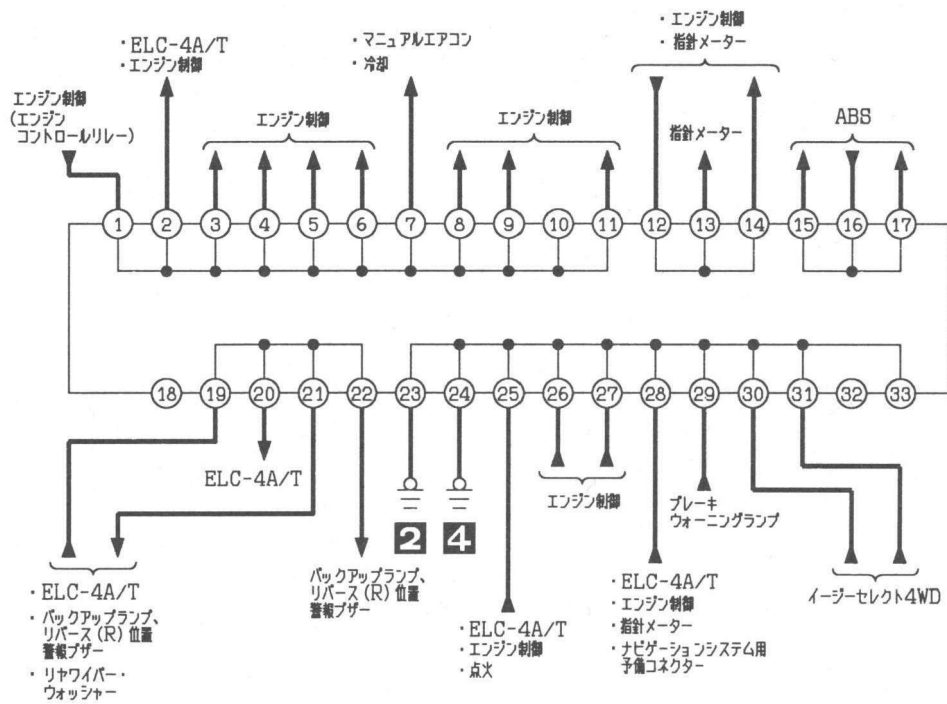 ・ELC-4A/T
・エンジン制御
・マニュアルエアコン
・冷却
・エンジン制御
・指針メーター
エンジン制御
(エンジン
コントロールリレー)
エンジン制御
エンジン制御
指針メーター
ABS
1 2 3 4 5 6 7 8 9 10 11 12 13 14 15 16 17
18 19 20 21 22 23 24 25 26 27 28 29 30 31 32 33
ELC-4A/T
2 4
エンジン制御
ブレーキ
ウォーニングランプ
・ELC-4A/T
・バックアップランプ、
リバース(R)位置
警報ブザー
・リヤワイパー・
ウォッシャー
バックアップランプ、
リバース(R)位置
警報ブザー
・ELC-4A/T
・エンジン制御
・点火
・ELC-4A/T
・エンジン制御
・指針メーター
・ナビゲーションシステム用
予備コネクター
イージーセレクト4WD